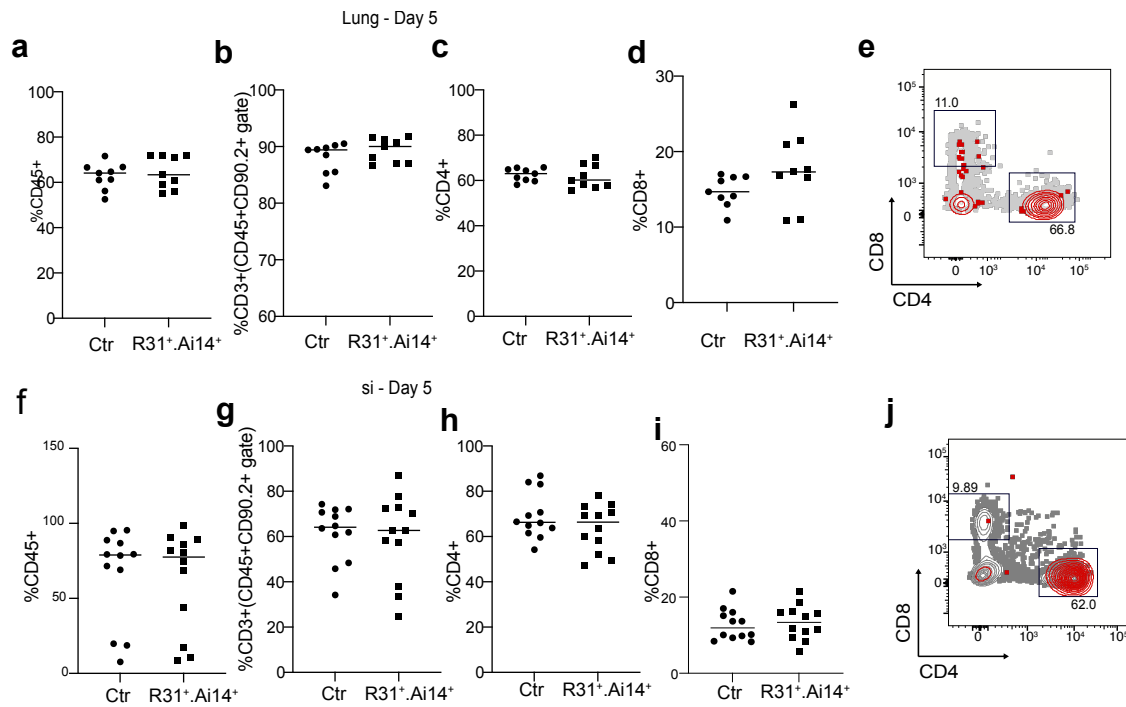 Lung - Day 5
a
%CD45+
100
80
60
40
20
0
Ctr
R31⁺.Ai14⁺
b
%CD3+(CD45+CD90.2+ gate)
100
90
80
70
60
Ctr
R31⁺.Ai14⁺
c
%CD4+
100
80
60
40
20
0
Ctr
R31⁺.Ai14⁺
d
%CD8+
30
20
10
0
Ctr
R31⁺.Ai14⁺
e
CD8
10⁵
10⁴
10³
0
11.0
66.8
0
10³
10⁴
10⁵
CD4
si - Day 5
f
%CD45+
150
100
50
0
Ctr
R31⁺.Ai14⁺
g
%CD3+(CD45+CD90.2+ gate)
100
80
60
40
20
0
Ctr
R31⁺.Ai14⁺
h
%CD4+
100
80
60
40
20
0
Ctr
R31⁺.Ai14⁺
i
%CD8+
60
40
20
0
Ctr
R31⁺.Ai14⁺
j
CD8
10⁵
10⁴
10³
0
9.89
62.0
0
10³
10⁴
10⁵
CD4